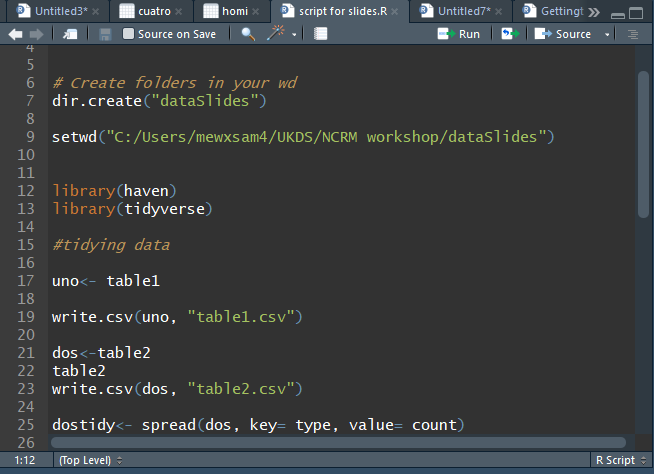 Untitled3* × cuatro × homi × script for slides.R × Untitled7* × Gettingt
Source on Save Run Source
4
5
6 # Create folders in your wd
7 dir.create("dataSlides")
8
9 setwd("C:/Users/mewxsam4/UKDS/NCRM workshop/dataSlides")
10
11
12 library(haven)
13 library(tidyverse)
14
15 #tidying data
16
17 uno<- table1
18
19 write.csv(uno, "table1.csv")
20
21 dos<-table2
22 table2
23 write.csv(dos, "table2.csv")
24
25 dostidy<- spread(dos, key= type, value= count)
26
1:12 (Top Level) R Script